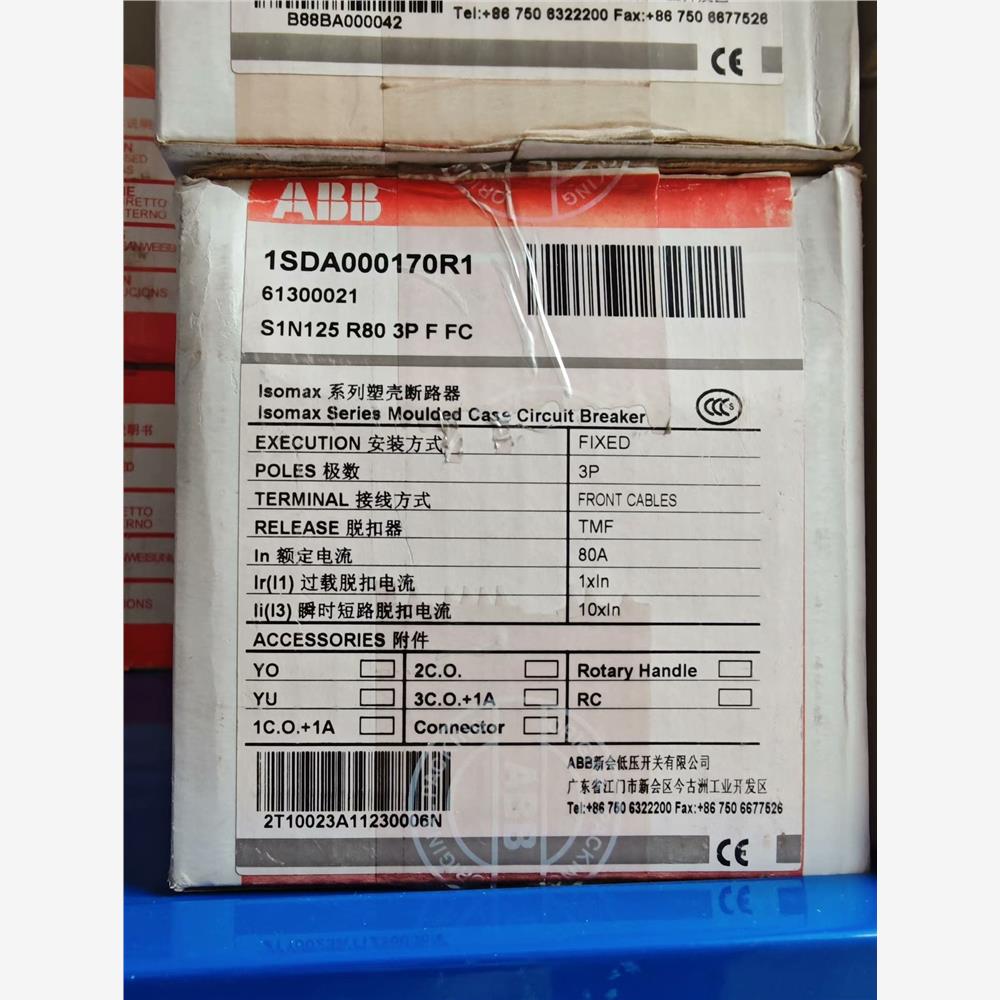 B88BA000042
Tel:+86 750 6322200 Fax:+86 750 6677526
CE
ABB
1SDA000170R1
61300021
S1N125 R80 3P F FC
Isomax 系列塑壳断路器
Isomax Series Moulded Case Circuit Breaker
CCC S
EXECUTION 安装方式 FIXED
POLES 极数 3P
TERMINAL 接线方式 FRONT CABLES
RELEASE 脱扣器 TMF
In 额定电流 80A
Ir(I1) 过载脱扣电流 1xIn
Ii(I3) 瞬时短路脱扣电流 10xIn
ACCESSORIES 附件
YO 2C.O. Rotary Handle
YU 3C.O.+1A RC
1C.O.+1A Connector
ABB新会低压开关有限公司
广东省江门市新会区今古洲工业开发区
Tel:+86 750 6322200 Fax:+86 750 6677526
2T10023A11230006N
CE
ABB